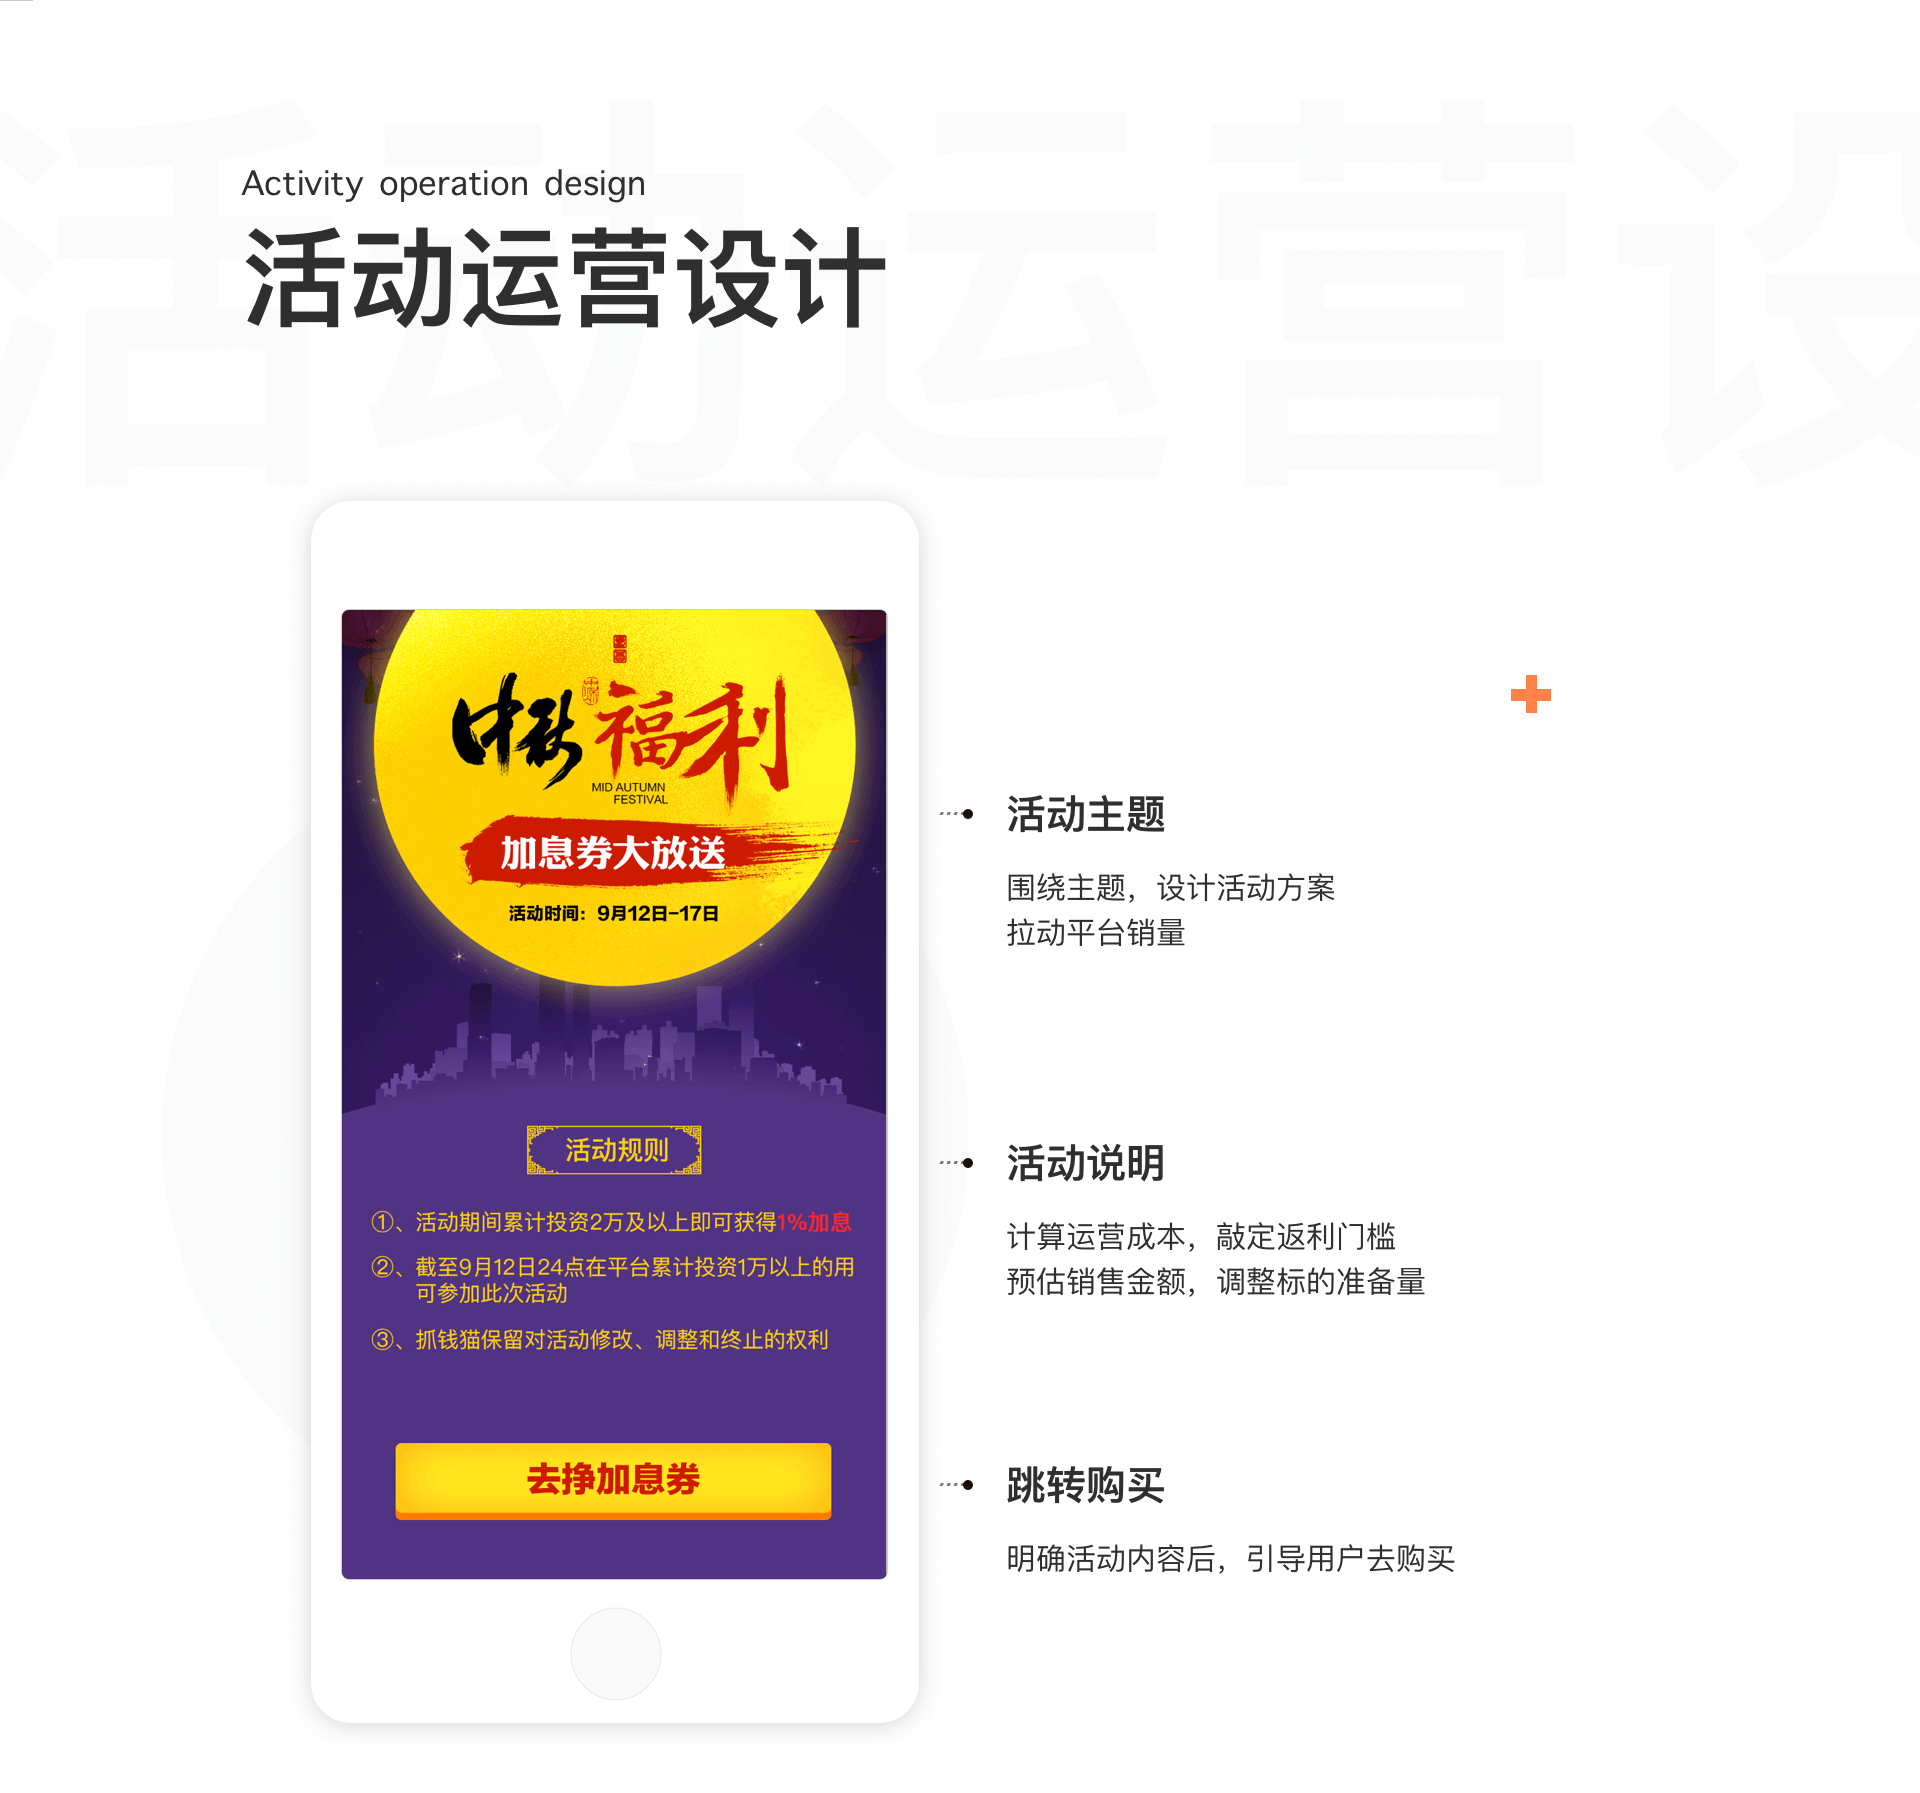 Activity operation design
活动运营设计
活动运营设
中秋福利
MID AUTUMN
FESTIVAL
加息券大放送
活动时间：9月12日-17日
活动规则
①、活动期间累计投资2万及以上即可获得1%加息
②、截至9月12日24点在平台累计投资1万以上的用
可参加此次活动
③、抓钱猫保留对活动修改、调整和终止的权利
去挣加息券
活动主题
围绕主题，设计活动方案
拉动平台销量
活动说明
计算运营成本，敲定返利门槛
预估销售金额，调整标的准备量
跳转购买
明确活动内容后，引导用户去购买